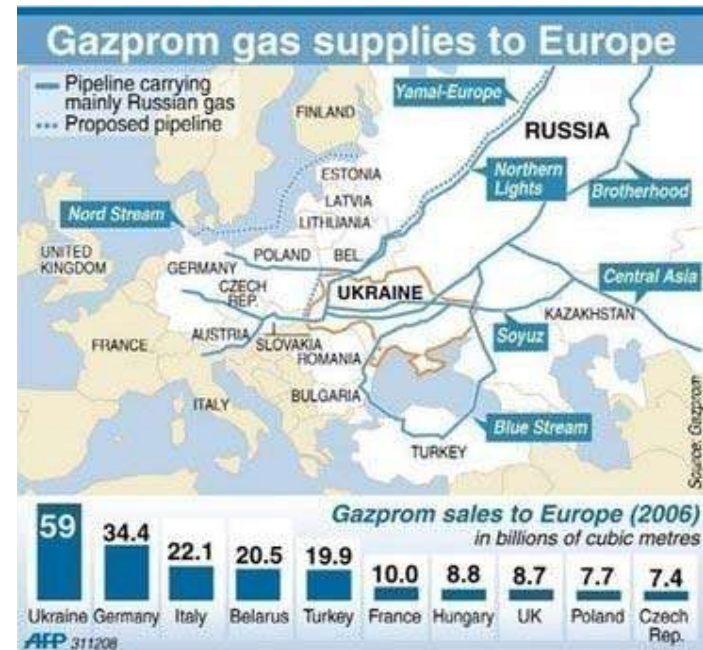 Gazprom gas supplies to Europe
Pipeline carrying
mainly Russian gas
Proposed pipeline
Yamal-Europe
FINLAND
RUSSIA
Northern
Lights
Brotherhood
ESTONIA
LATVIA
LITHUANIA
Nord Stream
UNITED
KINGDOM
POLAND
BEL.
GERMANY
CZECH
REP.
UKRAINE
Central Asia
KAZAKHSTAN
Soyuz
FRANCE
AUSTRIA
SLOVAKIA
ROMANIA
ITALY
BULGARIA
Blue Stream
TURKEY
Source: Gazprom
Gazprom sales to Europe (2006)
in billions of cubic metres
59
34.4
22.1
20.5
19.9
10.0
8.8
8.7
7.7
7.4
Ukraine Germany Italy Belarus Turkey France Hungary UK Poland Czech
Rep.
AFP 311208